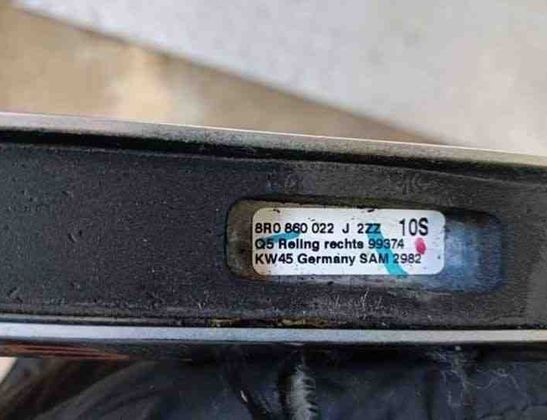 8R0 860 022 J 2ZZ 10S
Q5 Reling rechts 99374
KW45 Germany SAM 2982